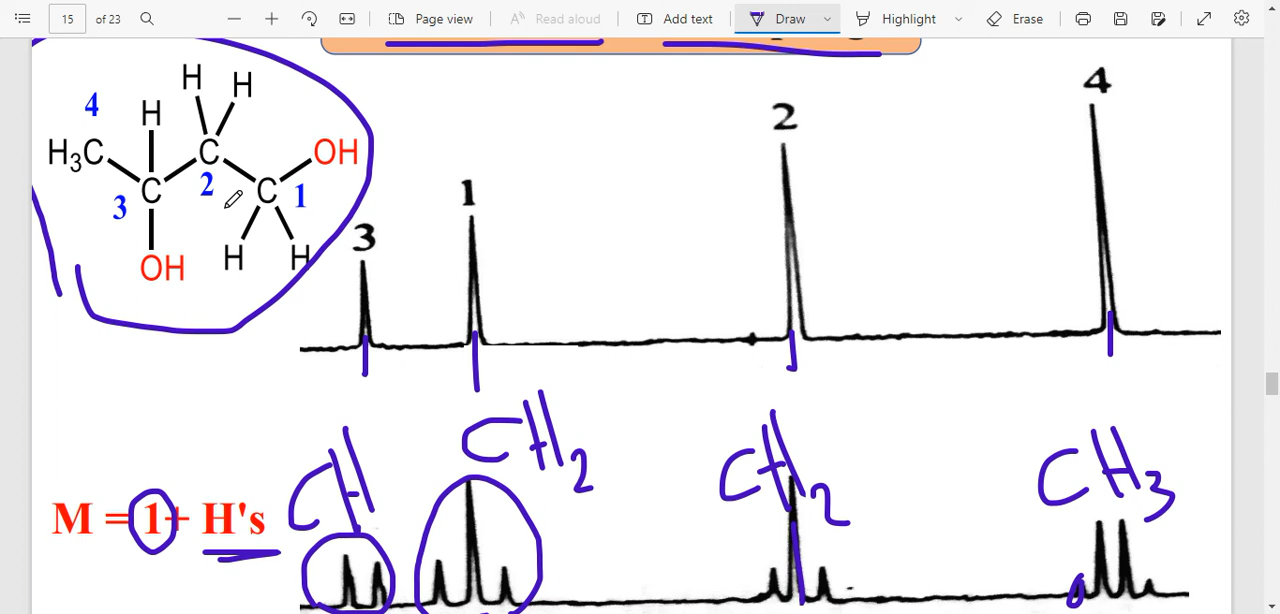 15 of 23 Page view Read aloud Add text Draw Highlight Erase
4
H H
4 H
H₃C C OH
2
C C 1
3
2
1
H H
3
OH
CH₂
CH CH₂ CH₃
M = 1+ H's